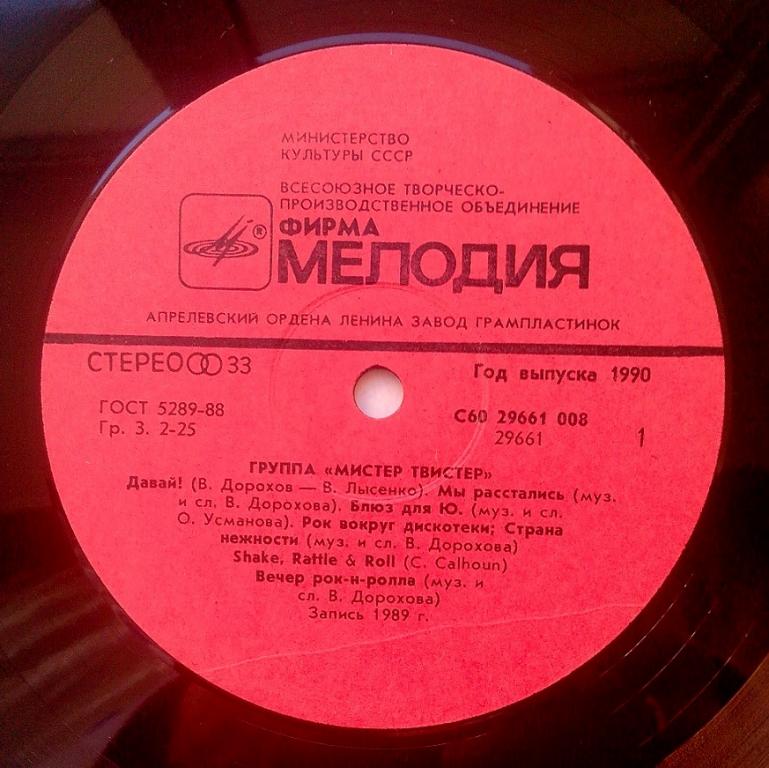 МИНИСТЕРСТВО
КУЛЬТУРЫ СССР
ВСЕСОЮЗНОЕ ТВОРЧЕСКО-
ПРОИЗВОДСТВЕННОЕ ОБЪЕДИНЕНИЕ
ФИРМА
®
МЕЛОДИЯ
АПРЕЛЕВСКИЙ ОРДЕНА ЛЕНИНА ЗАВОД ГРАМПЛАСТИНОК
СТЕРЕО 33
Год выпуска 1990
ГОСТ 5289-88
Гр. 3. 2-25
С60 29661 008
29661
1
ГРУППА «МИСТЕР ТВИСТЕР»
Давай! (В. Дорохов — В. Лысенко). Мы расстались (муз.
и сл. В. Дорохова). Блюз для Ю. (муз. и сл.
О. Усманова). Рок вокруг дискотеки; Страна
нежности (муз. и сл. В. Дорохова)
Shake, Rattle & Roll (C. Calhoun)
Вечер рок-н-ролла (муз. и
сл. В. Дорохова)
Запись 1989 г.